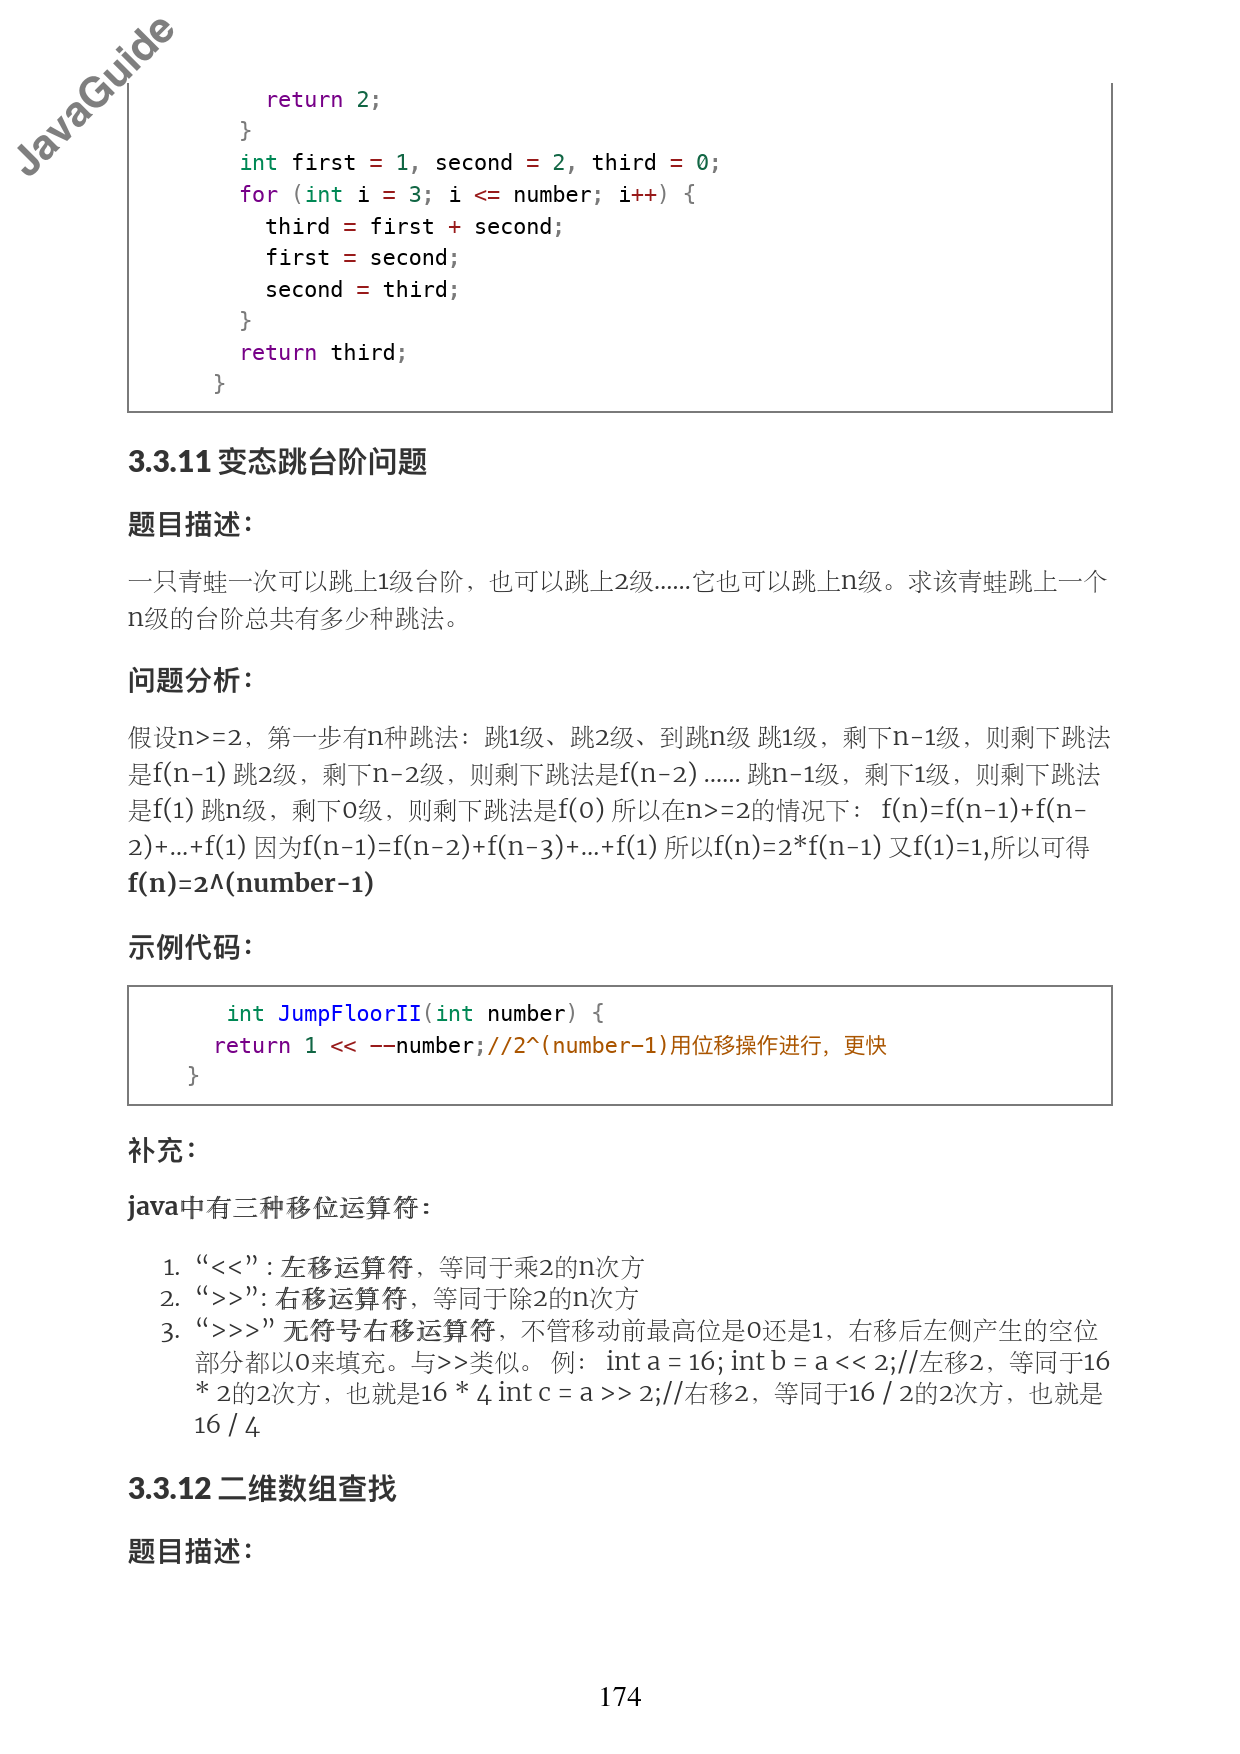 JavaGuide
return 2;
}
int first = 1, second = 2, third = 0;
for (int i = 3; i <= number; i++) {
third = first + second;
first = second;
second = third;
}
return third;
}
3.3.11 变态跳台阶问题
题目描述：
一只青蛙一次可以跳上1级台阶，也可以跳上2级……它也可以跳上n级。求该青蛙跳上一个
n级的台阶总共有多少种跳法。
问题分析：
假设n>=2，第一步有n种跳法：跳1级、跳2级、到跳n级 跳1级，剩下n-1级，则剩下跳法
是f(n-1) 跳2级，剩下n-2级，则剩下跳法是f(n-2) ...... 跳n-1级，剩下1级，则剩下跳法
是f(1) 跳n级，剩下0级，则剩下跳法是f(0) 所以在n>=2的情况下： f(n)=f(n-1)+f(n-
2)+...+f(1) 因为f(n-1)=f(n-2)+f(n-3)+...+f(1) 所以f(n)=2*f(n-1) 又f(1)=1,所以可得
f(n)=2^(number-1)
示例代码：
int JumpFloorII(int number) {
return 1 << --number;//2^(number-1)用位移操作进行，更快
}
补充：
java中有三种移位运算符：
1. “<<” : 左移运算符，等同于乘2的n次方
2. “>>”: 右移运算符，等同于除2的n次方
3. “>>>” 无符号右移运算符，不管移动前最高位是0还是1，右移后左侧产生的空位
部分都以0来填充。与>>类似。 例： int a = 16; int b = a << 2;//左移2，等同于16
* 2的2次方，也就是16 * 4 int c = a >> 2;//右移2，等同于16 / 2的2次方，也就是
16 / 4
3.3.12 二维数组查找
题目描述：
174